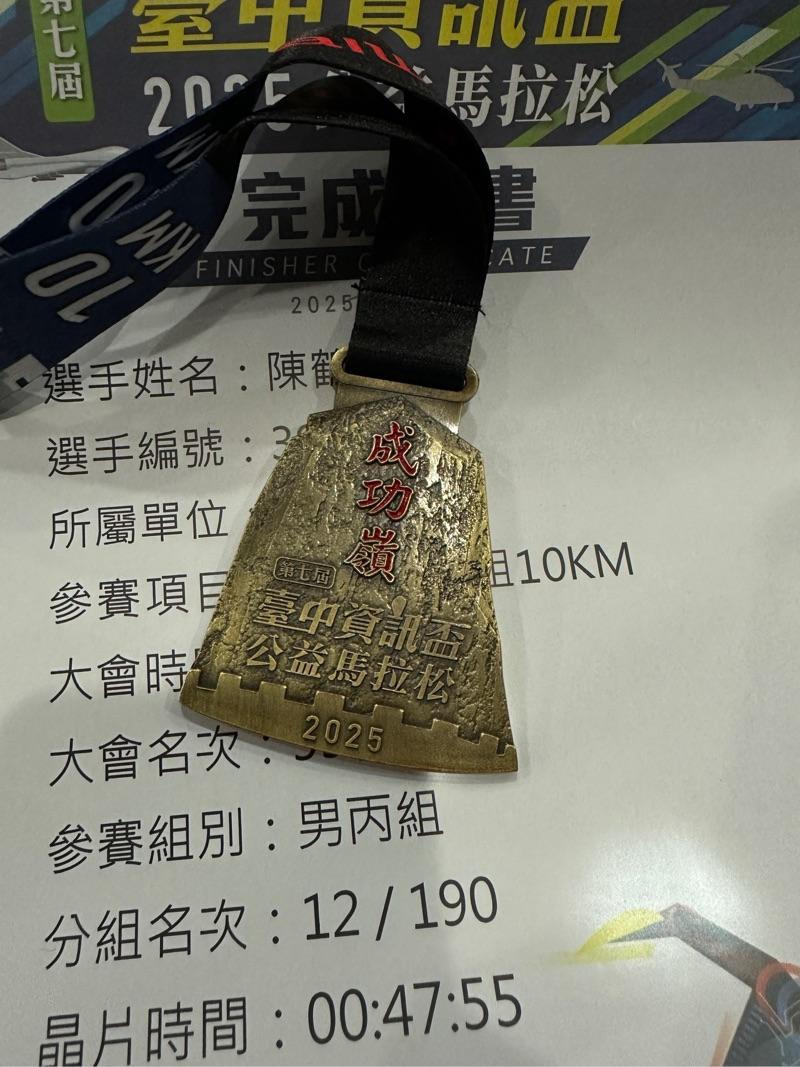 第七屆
臺中資訊盃
2025 公益馬拉松
完成 書
FINISHER C CATE
2025
10 KM
選手姓名：陳鶴
選手編號：3
所屬單位
參賽項目 組10KM
大會時
大會名次：
參賽組別：男丙組
分組名次：12 / 190
晶片時間：00:47:55
成功嶺
第七屆
臺中資訊盃
公益馬拉松
2025